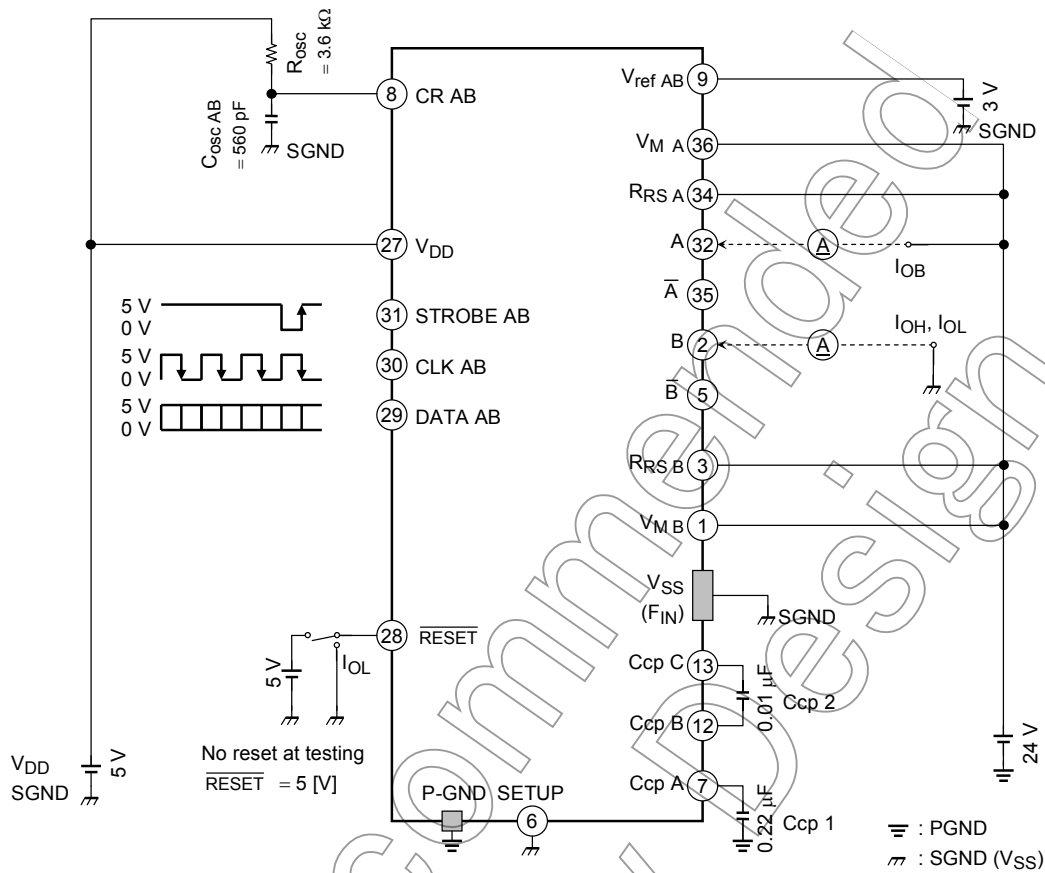 Rosc
= 3.6 kΩ
Cosc AB
= 560 pF
SGND
8
CR AB
27
VDD
5 V
0 V
31
STROBE AB
5 V
0 V
30
CLK AB
5 V
0 V
29
DATA AB
28
RESET
IOL
5 V
No reset at testing
RESET = 5 [V]
VDD
SGND
5 V
P-GND
SETUP
6
Vref AB
9
3 V
SGND
VM A
36
RRS A
34
A
32
A
IOB
A
35
B
2
A
IOH, IOL
B
5
RRS B
3
VM B
1
VSS
(FIN)
SGND
Ccp C
13
0.01 μF
Ccp 2
Ccp B
12
Ccp A
7
0.22 μF
Ccp 1
24 V
: PGND
: SGND (VSS)
commended
Design